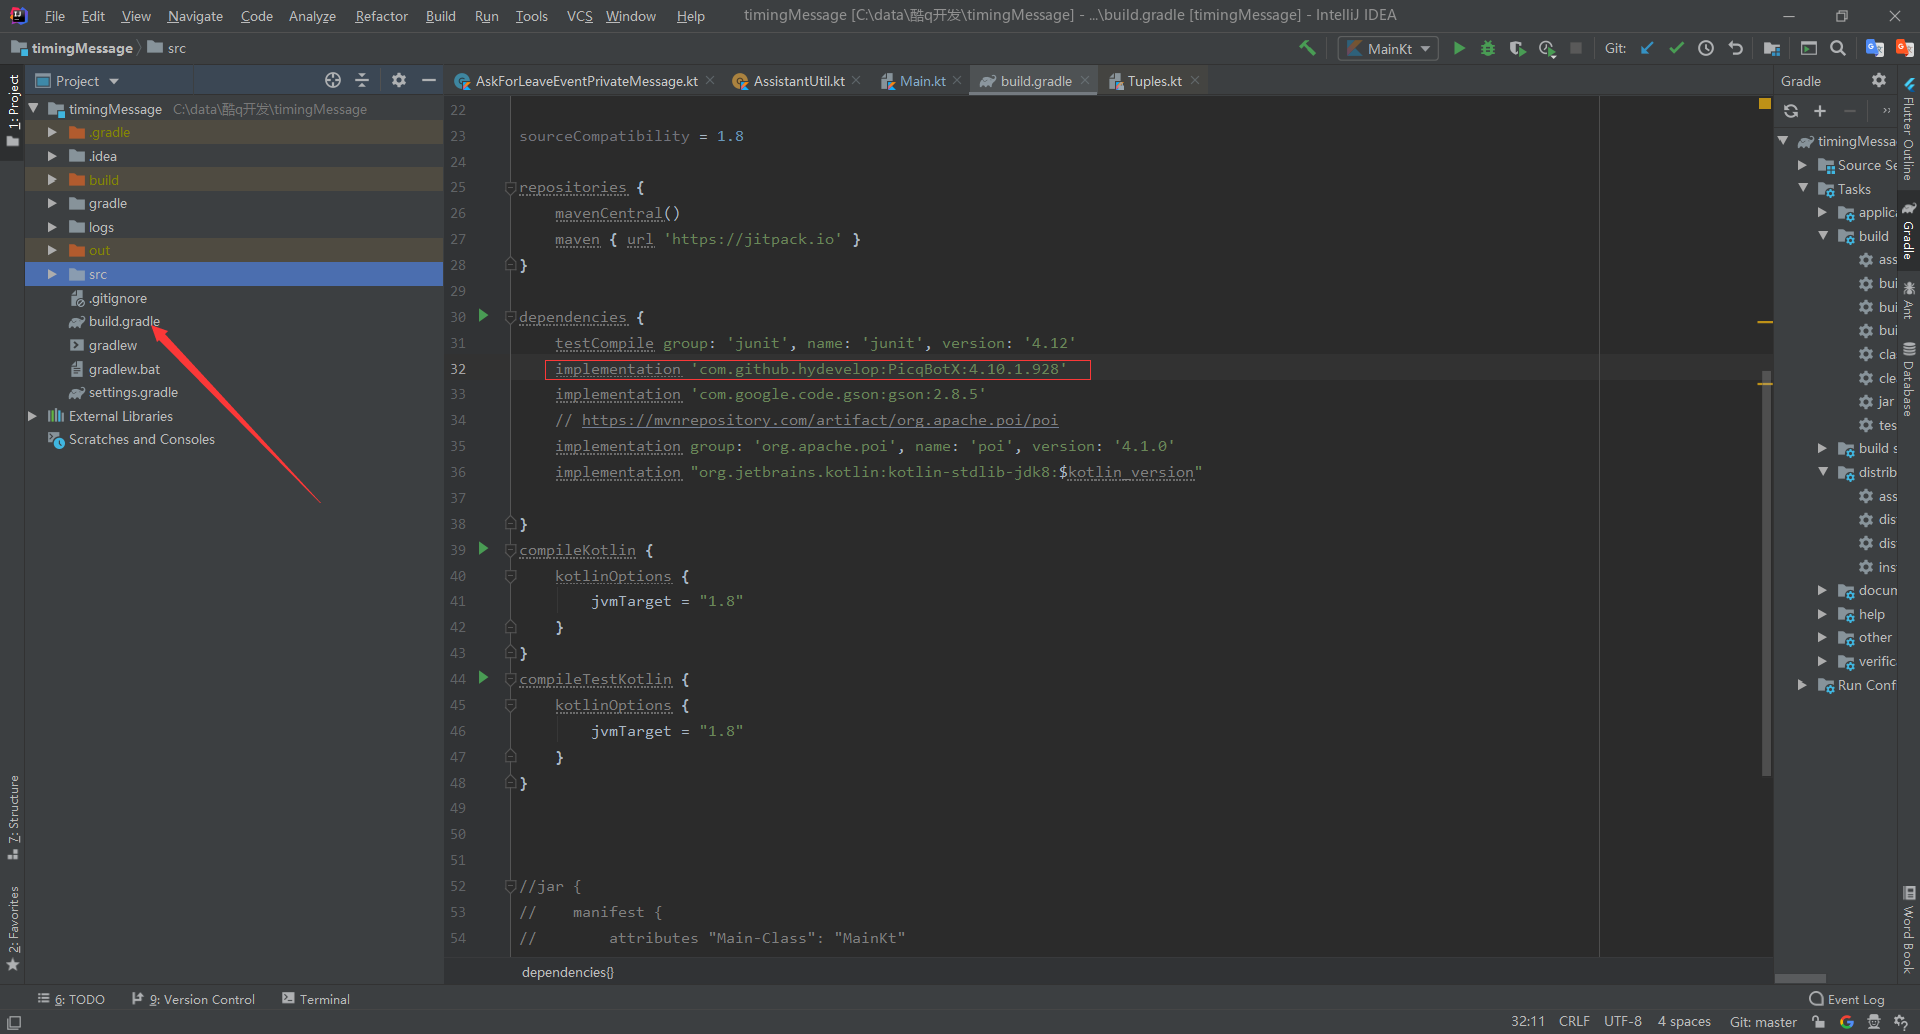 File Edit View Navigate Code Analyze Refactor Build Run Tools VCS Window Help timingMessage [C:\data\酷q开发\timingMessage] - ...\build.gradle [timingMessage] - IntelliJ IDEA
timingMessage src MainKt Git:
Project AskForLeaveEventPrivateMessage.kt AssistantUtil.kt Main.kt build.gradle Tuples.kt Gradle
1: Project
timingMessage C:\data\酷q开发\timingMessage
.gradle
.idea
build
gradle
logs
out
src
.gitignore
build.gradle
gradlew
gradlew.bat
settings.gradle
External Libraries
Scratches and Consoles
7: Structure
2: Favorites
22
23 sourceCompatibility = 1.8
24
25 repositories {
26 mavenCentral()
27 maven { url 'https://jitpack.io' }
28 }
29
30 dependencies {
31 testCompile group: 'junit', name: 'junit', version: '4.12'
32 implementation 'com.github.hydevelop:PicqBotX:4.10.1.928'
33 implementation 'com.google.code.gson:gson:2.8.5'
34 // https://mvnrepository.com/artifact/org.apache.poi/poi
35 implementation group: 'org.apache.poi', name: 'poi', version: '4.1.0'
36 implementation "org.jetbrains.kotlin:kotlin-stdlib-jdk8:$kotlin_version"
37
38 }
39 compileKotlin {
40 kotlinOptions {
41 jvmTarget = "1.8"
42 }
43 }
44 compileTestKotlin {
45 kotlinOptions {
46 jvmTarget = "1.8"
47 }
48 }
49
50
51
52 //jar {
53 // manifest {
54 // attributes "Main-Class": "MainKt"
dependencies{}
timingMessa
Source Se
Tasks
applica
build
ass
bui
bui
bui
cla
cle
jar
tes
build s
distrib
ass
dis
dis
ins
docum
help
other
verific
Run Conf
Flutter Outline
Gradle
Ant
Database
Word Book
6: TODO 9: Version Control Terminal Event Log
32:11 CRLF UTF-8 4 spaces Git: master